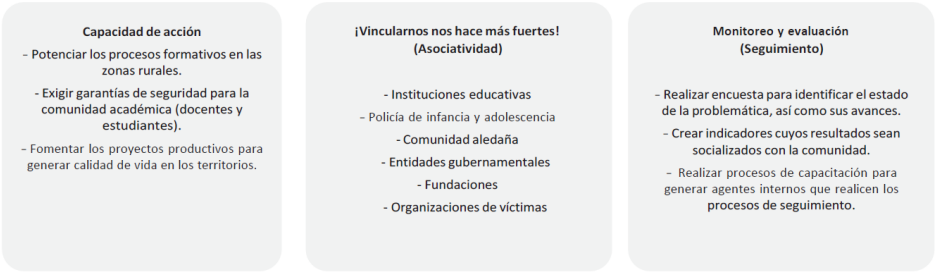 Capacidad de acción
– Potenciar los procesos formativos en las
zonas rurales.
- Exigir garantías de seguridad para la
comunidad académica (docentes y
estudiantes).
– Fomentar los proyectos productivos para
generar calidad de vida en los territorios.
¡Vincularnos nos hace más fuertes!
(Asociatividad)
- Instituciones educativas
– Policía de infancia y adolescencia
- Comunidad aledaña
- Entidades gubernamentales
- Fundaciones
- Organizaciones de víctimas
Monitoreo y evaluación
(Seguimiento)
- Realizar encuesta para identificar el estado
de la problemática, así como sus avances.
- Crear indicadores cuyos resultados sean
socializados con la comunidad.
– Realizar procesos de capacitación para
generar agentes internos que realicen los
procesos de seguimiento.